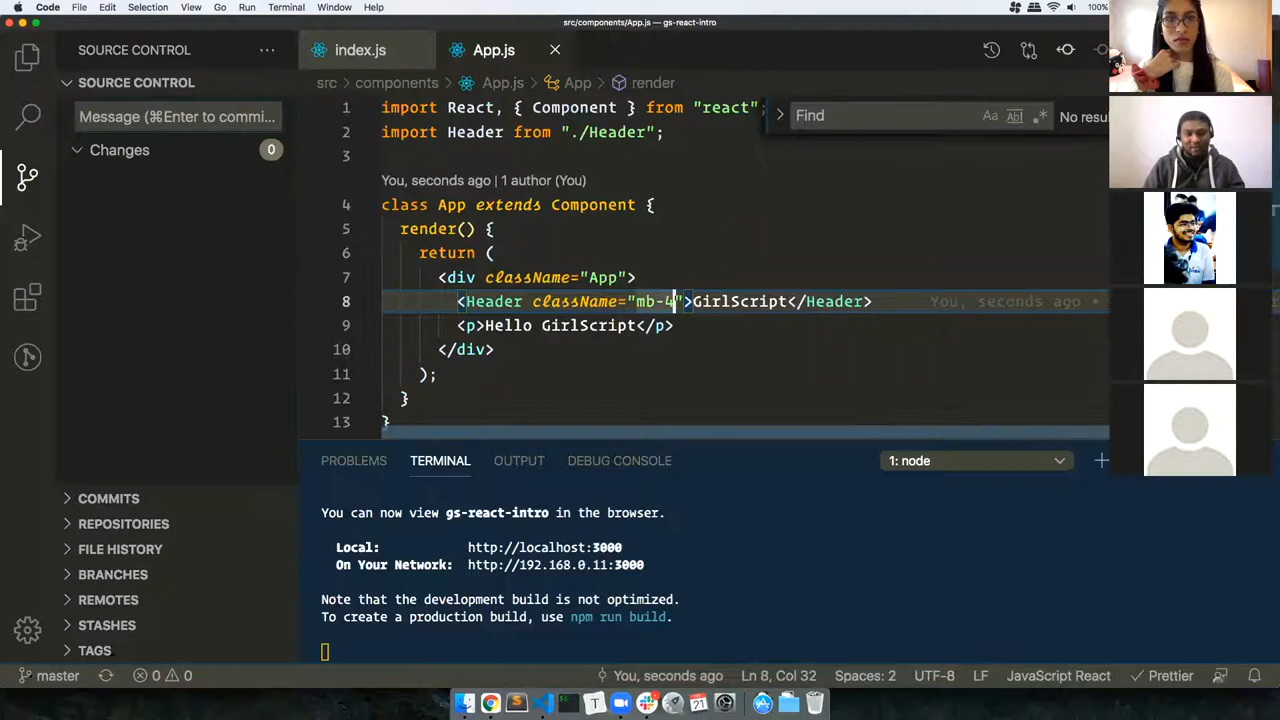 Code File Edit Selection View Go Run Terminal Window Help 100%
src/components/App.js — gs-react-intro
SOURCE CONTROL
index.js
App.js
src > components > App.js > App > render
SOURCE CONTROL
Message (⌘Enter to commi...
Changes 0
Find
Aa Abl .* No resu
1 import React, { Component } from "react";
2 import Header from "./Header";
3
You, seconds ago | 1 author (You)
4 class App extends Component {
5 render() {
6 return (
7 <div className="App">
8 <Header className="mb-4">GirlScript</Header> You, seconds ago •
9 <p>Hello GirlScript</p>
10 </div>
11 );
12 }
13 }
PROBLEMS TERMINAL OUTPUT DEBUG CONSOLE 1: node
You can now view gs-react-intro in the browser.
Local: http://localhost:3000
On Your Network: http://192.168.0.11:3000
Note that the development build is not optimized.
To create a production build, use npm run build.
COMMITS
REPOSITORIES
FILE HISTORY
BRANCHES
REMOTES
STASHES
TAGS
master 0 0 You, seconds ago Ln 8, Col 32 Spaces: 2 UTF-8 LF JavaScript React Prettier
21